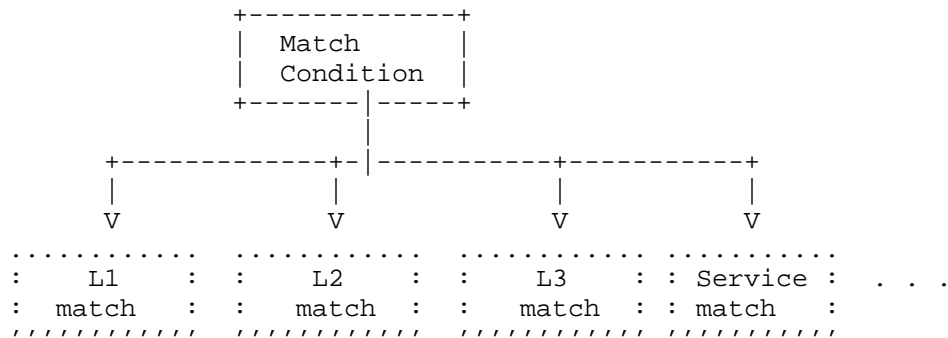 +--------------+
|  Match       |
|  Condition   |
+-------|-----+
|
+-------------+-|-----------+-----------+
|             |             |           |
V             V             V           V
............  ............  ............ ...........
:    L1    :  :    L2    :  :    L3    : : Service :  . . .
:  match   :  :   match  :  :   match  : : match   :
,,,,,,,,,,,,  ,,,,,,,,,,,,  ,,,,,,,,,,,, ,,,,,,,,,,,